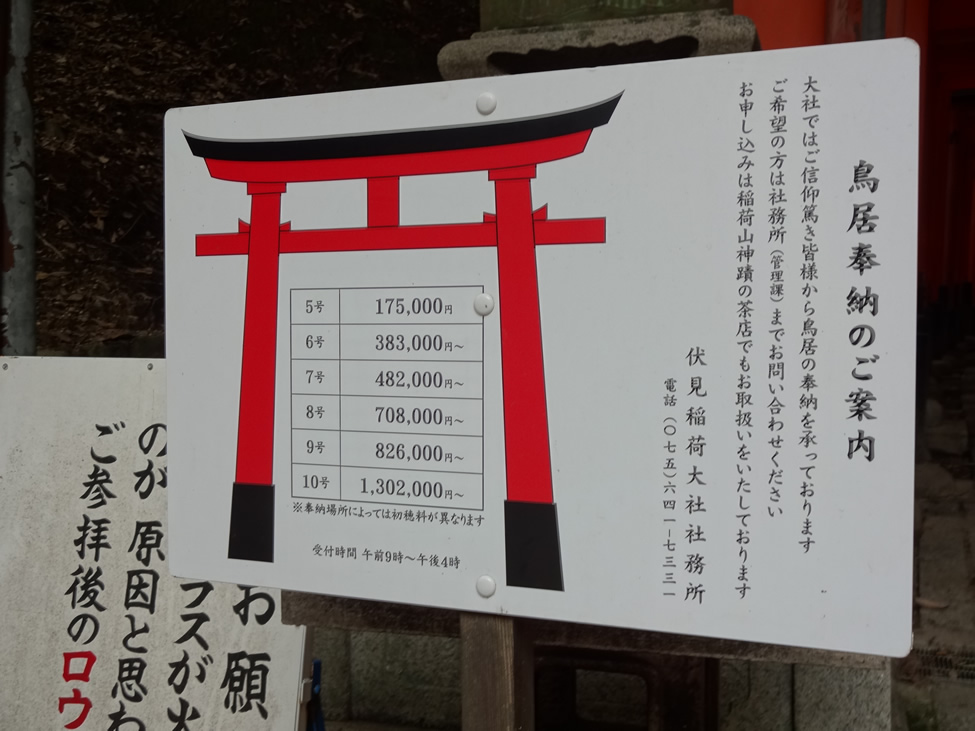 鳥居奉納のご案内
大社ではご信仰篤き皆様から鳥居の奉納を承っております
ご希望の方は社務所(管理課)までお問い合わせください
お申し込みは稲荷山神蹟の茶店でもお取扱いをいたしております
伏見稲荷大社社務所
電話(〇七五)六四一ー七三三一
5号 175,000円
6号 383,000円～
7号 482,000円～
8号 708,000円～
9号 826,000円～
10号 1,302,000円～
※奉納場所によっては初穂料が異なります
受付時間 午前9時～午後4時
お願
スが火
のが原因と思わ
ご参拝後のロウ